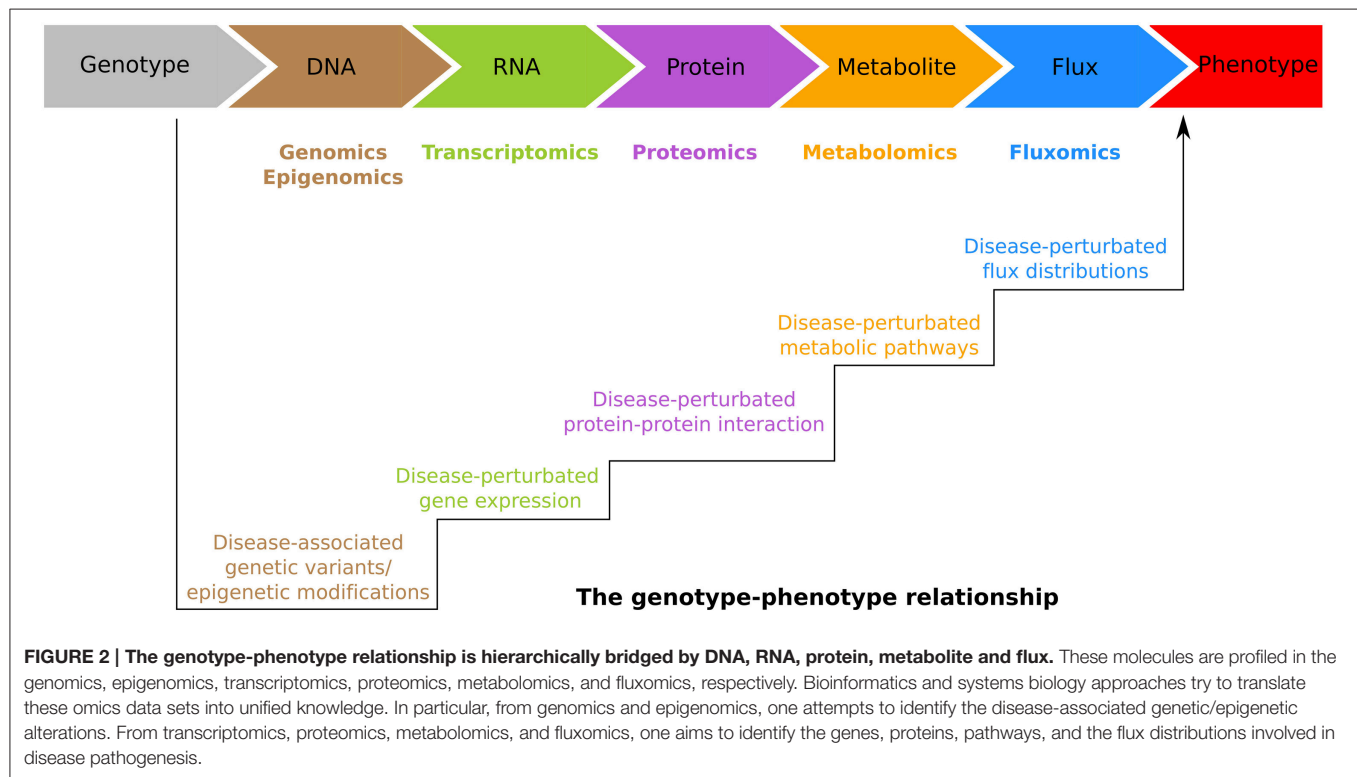 Genotype
DNA
RNA
Protein
Metabolite
Flux
Phenotype
Genomics
Epigenomics
Transcriptomics
Proteomics
Metabolomics
Fluxomics
Disease-perturbated
flux distributions
Disease-perturbated
metabolic pathways
Disease-perturbated
protein-protein interaction
Disease-perturbated
gene expression
Disease-associated
genetic variants/
epigenetic modifications
The genotype-phenotype relationship
FIGURE 2 | The genotype-phenotype relationship is hierarchically bridged by DNA, RNA, protein, metabolite and flux. These molecules are profiled in the
genomics, epigenomics, transcriptomics, proteomics, metabolomics, and fluxomics, respectively. Bioinformatics and systems biology approaches try to translate
these omics data sets into unified knowledge. In particular, from genomics and epigenomics, one attempts to identify the disease-associated genetic/epigenetic
alterations. From transcriptomics, proteomics, metabolomics, and fluxomics, one aims to identify the genes, proteins, pathways, and the flux distributions involved in
disease pathogenesis.